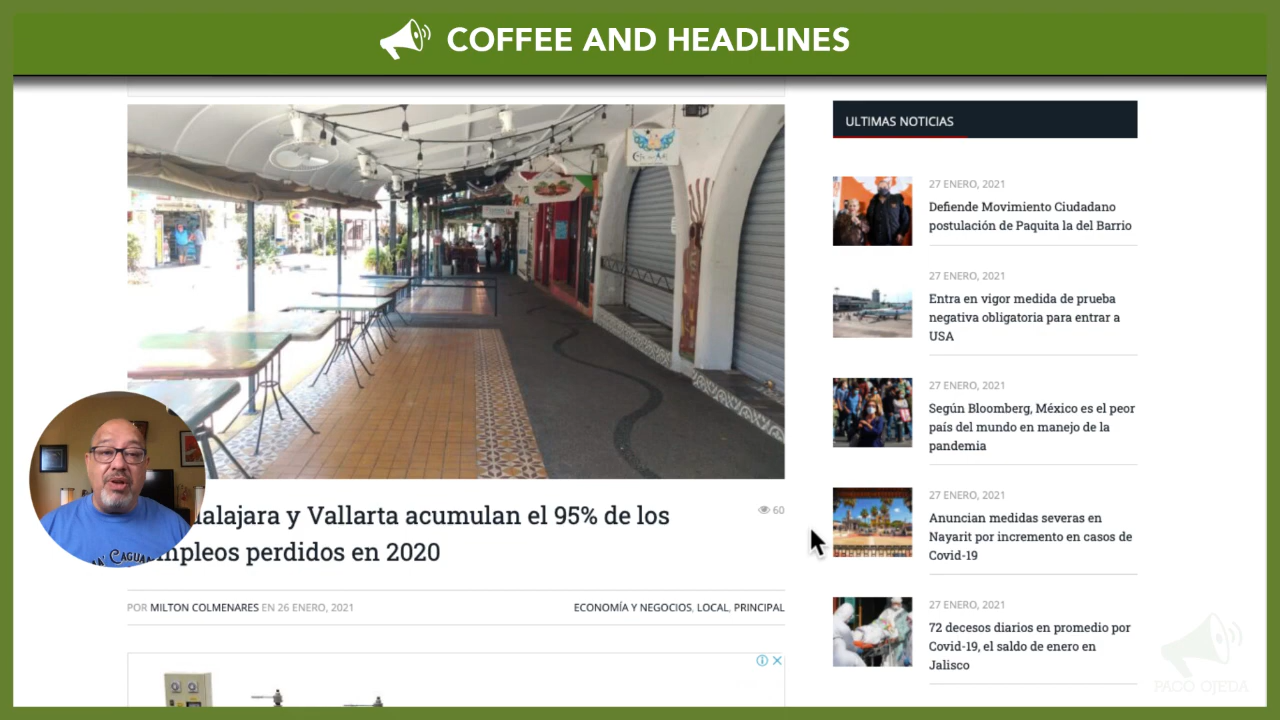 COFFEE AND HEADLINES
ULTIMAS NOTICIAS
27 ENERO, 2021
Defiende Movimiento Ciudadano
postulación de Paquita la del Barrio
27 ENERO, 2021
Entra en vigor medida de prueba
negativa obligatoria para entrar a
USA
27 ENERO, 2021
Según Bloomberg, México es el peor
país del mundo en manejo de la
pandemia
27 ENERO, 2021
Anuncian medidas severas en
Nayarit por incremento en casos de
Covid-19
27 ENERO, 2021
72 decesos diarios en promedio por
Covid-19, el saldo de enero en
Jalisco
y Vallarta acumulan el 95% de los
perdidos en 2020
60
POR MILTON COLMENARES EN 26 ENERO, 2021
ECONOMÍA Y NEGOCIOS, LOCAL, PRINCIPAL
PACO OJEDA